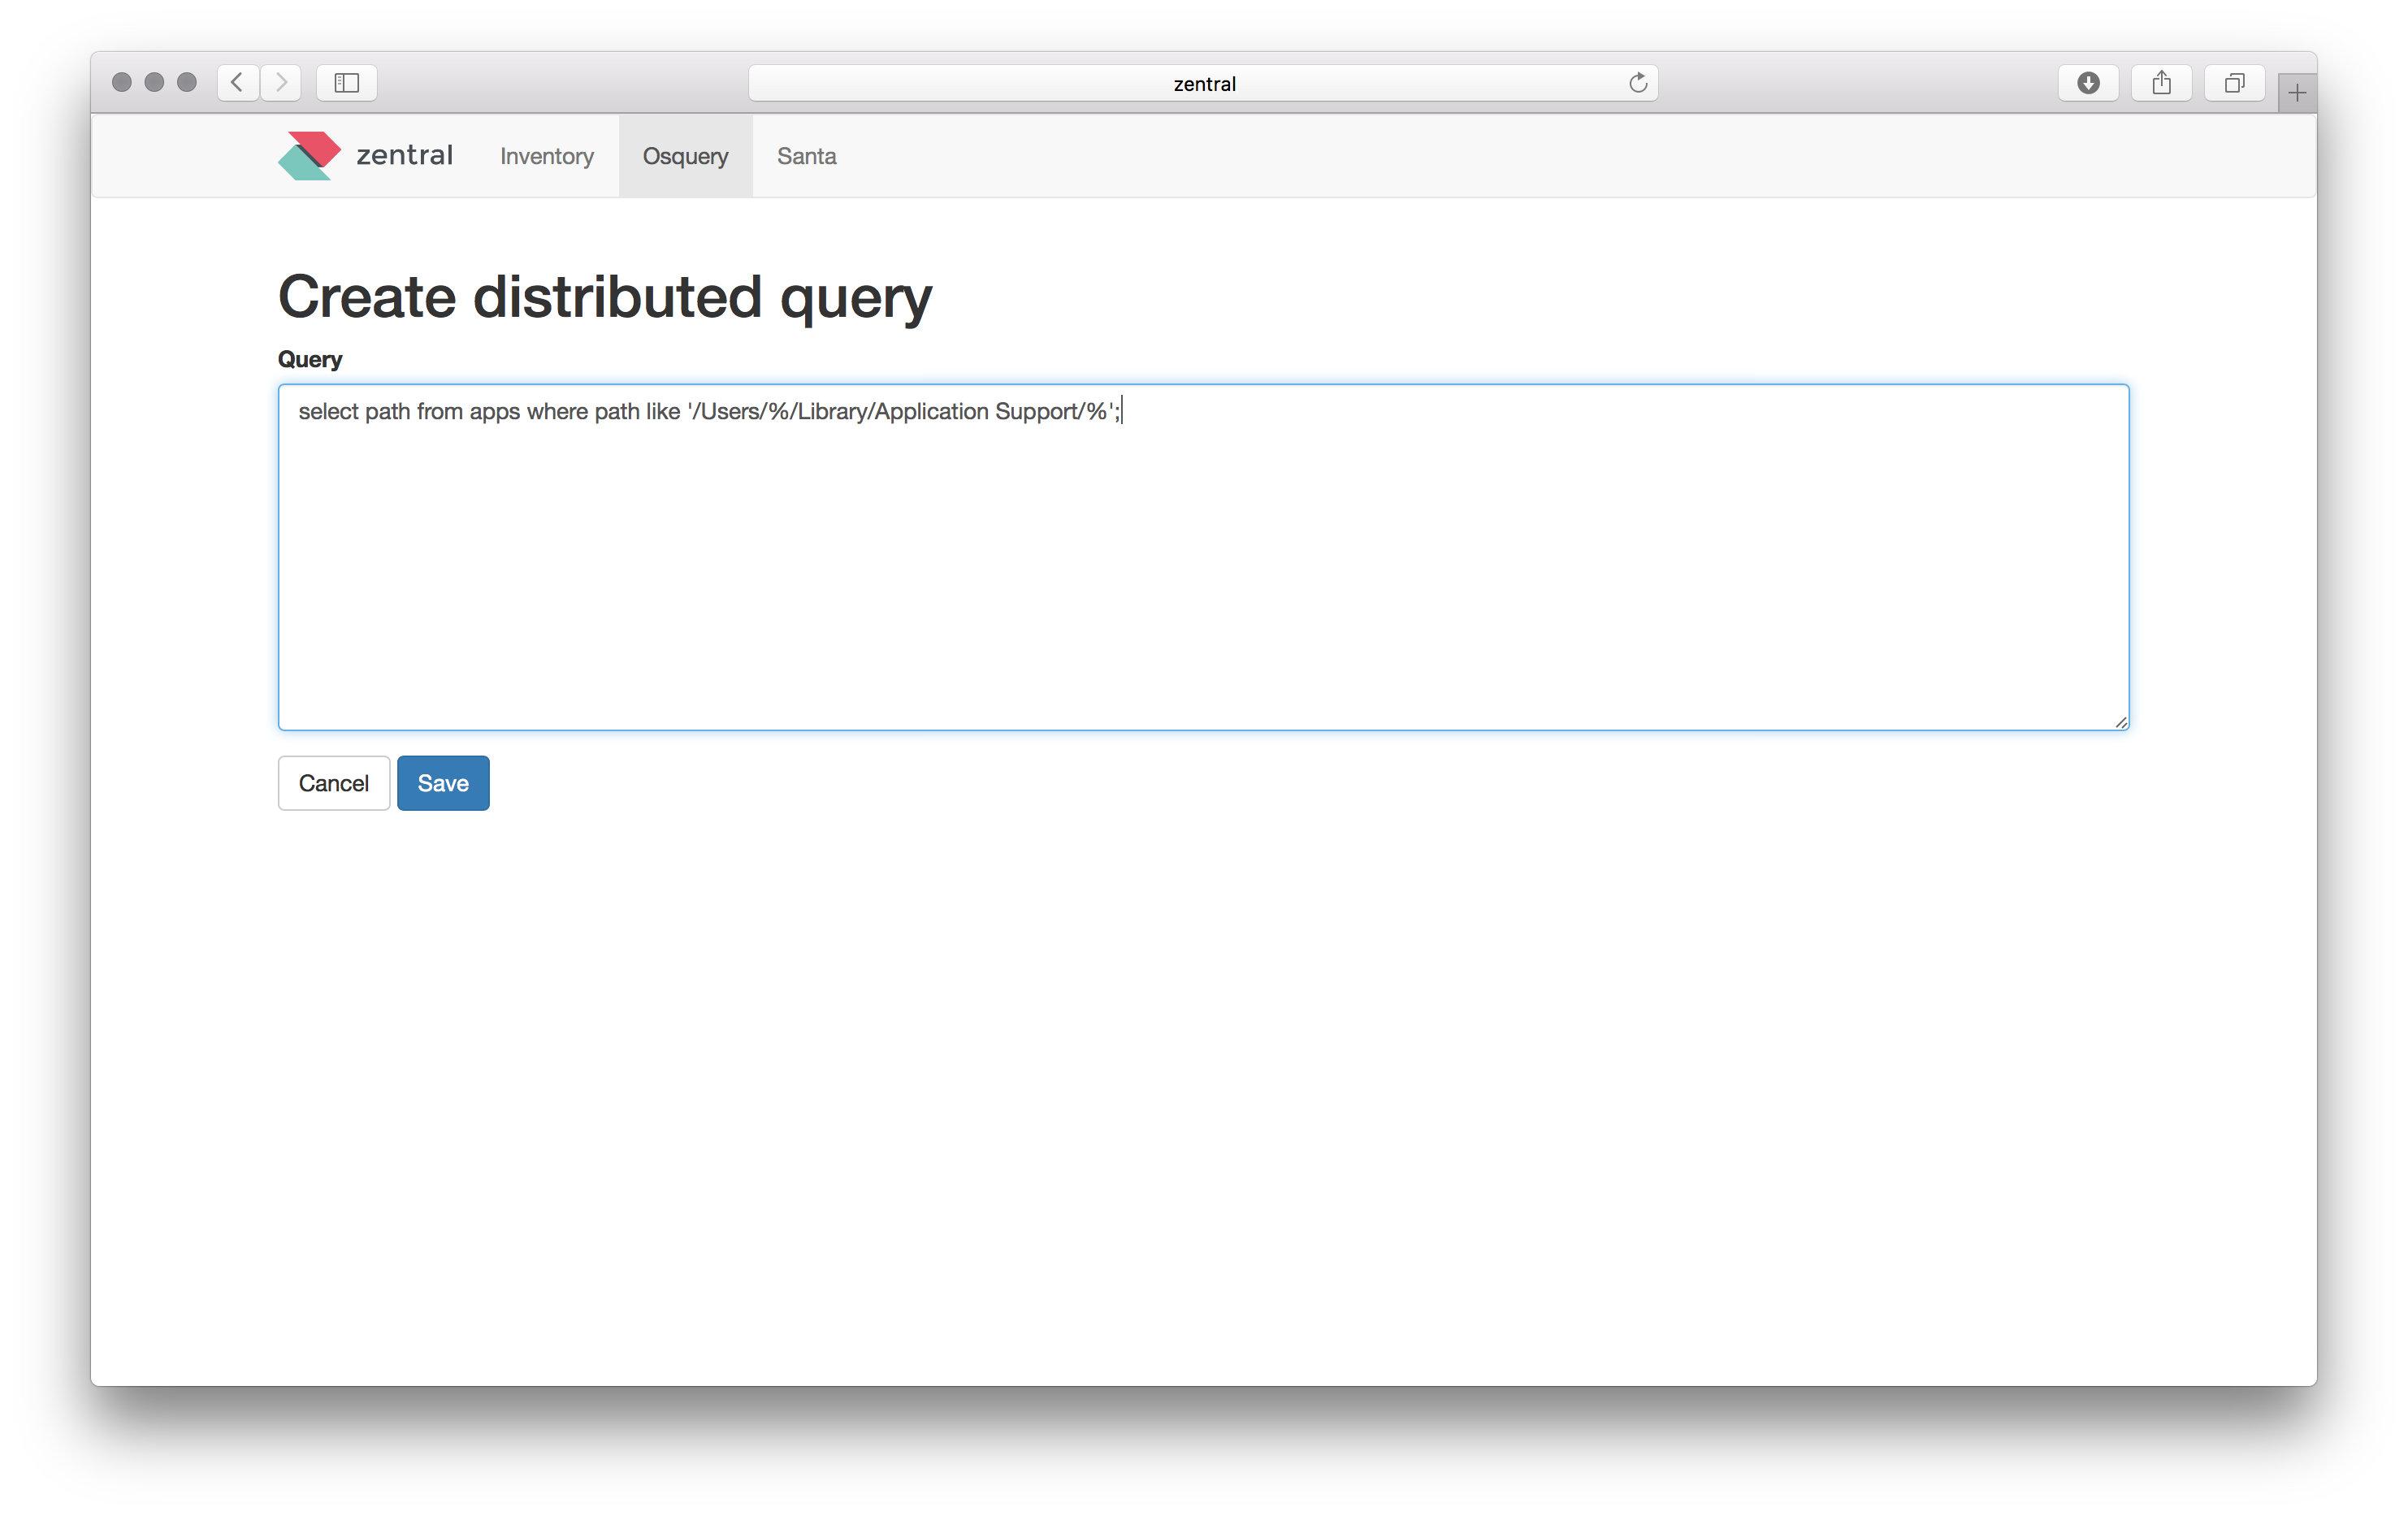 zentral
zentral Inventory Osquery Santa
Create distributed query
Query
select path from apps where path like '/Users/%/Library/Application Support/%';
Cancel Save